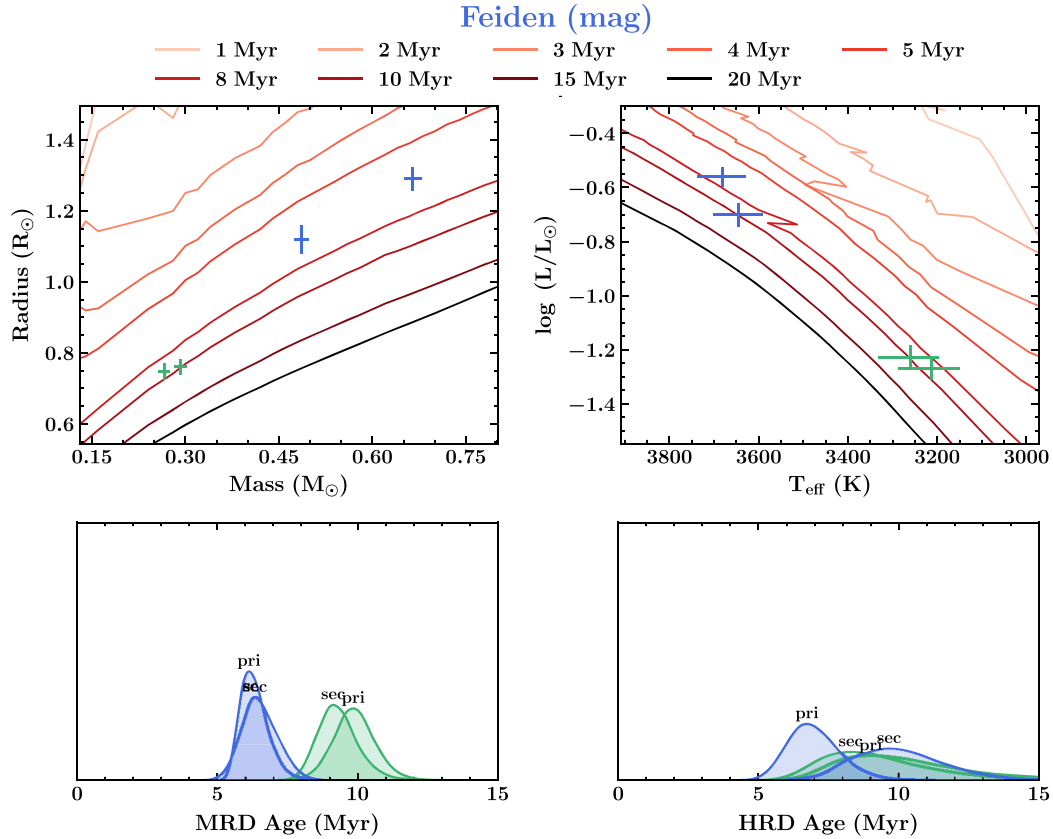 Feiden (mag)
1 Myr 2 Myr 3 Myr 4 Myr 5 Myr
8 Myr 10 Myr 15 Myr 20 Myr
Radius (R☉)
1.4
1.2
1.0
0.8
0.6
0.15 0.30 0.45 0.60 0.75
Mass (M☉)
log (L/L☉)
−0.4
−0.6
−0.8
−1.0
−1.2
−1.4
3800 3600 3400 3200 3000
T_eff (K)
pri
sec
sec pri
0 5 10 15
MRD Age (Myr)
pri
sec pri sec
0 5 10 15
HRD Age (Myr)